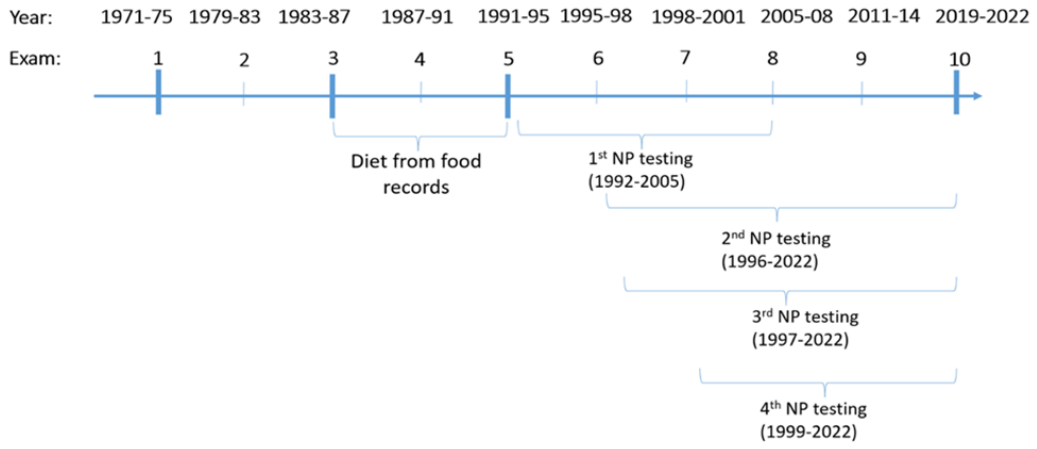 Year: 1971-75 1979-83 1983-87 1987-91 1991-95 1995-98 1998-2001 2005-08 2011-14 2019-2022
Exam: 1 2 3 4 5 6 7 8 9 10
Diet from food
records
1st NP testing
(1992-2005)
2nd NP testing
(1996-2022)
3rd NP testing
(1997-2022)
4th NP testing
(1999-2022)